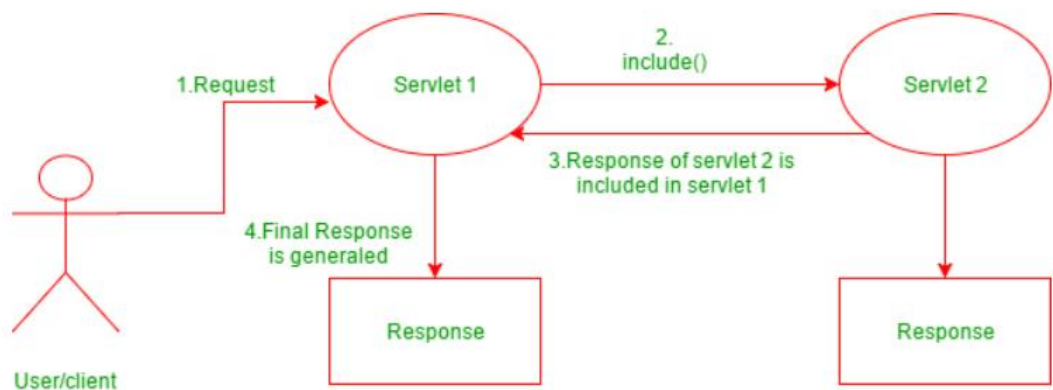 1.Request
Servlet 1
2.
include()
Servlet 2
3.Response of servlet 2 is
included in servlet 1
4.Final Response
is generaled
Response
Response
User/client